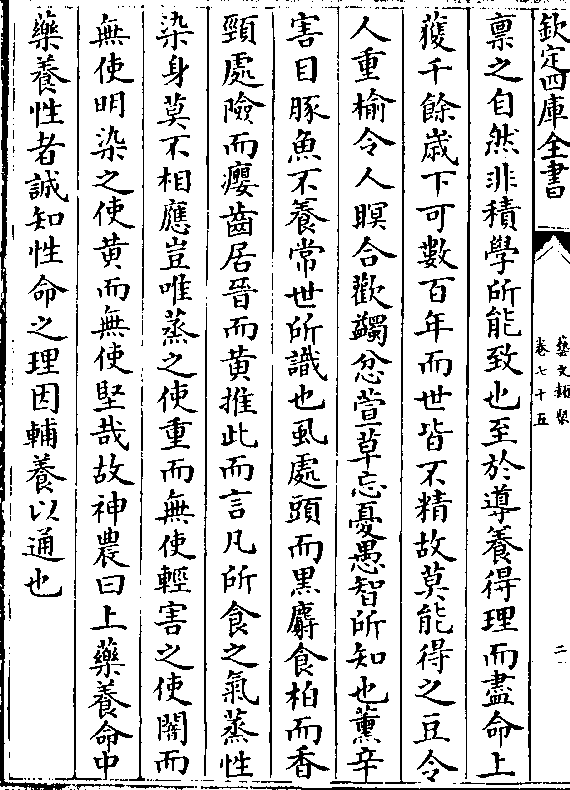 欽定四庫全書
藝文類聚
卷七十五
二
禀之自然非積學所能致也至於導養得理而盡命上
獲千餘歳下可數百年而世皆不精故莫能得之豆令
人重榆令人瞑合歡蠲忿萱草忘憂愚智所知也薰辛
害目豚魚不養常世所識也虱處頭而黒麝食柏而香
頸處險而癭齒居晉而黄推此而言凡所食之氣蒸性
染身莫不相應豈唯蒸之使重而無使輕害之使闇而
無使明染之使黄而無使堅哉故神農曰上藥養命中
藥養性者誠知性命之理因輔養以通也